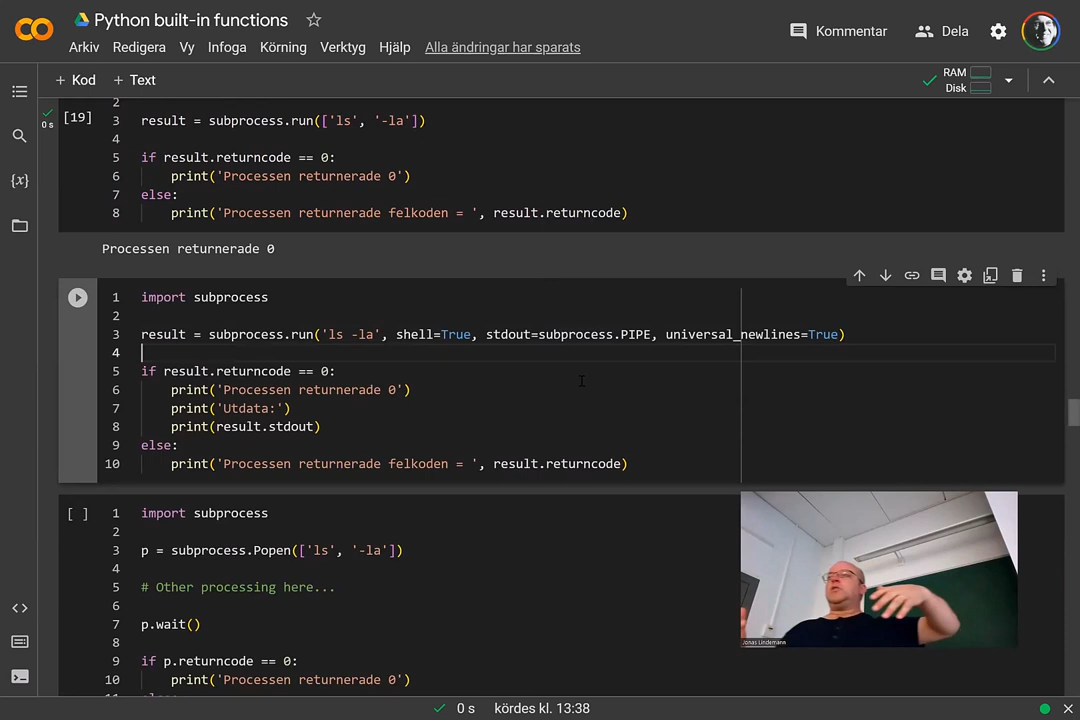 Python built-in functions
Arkiv Redigera Vy Infoga Körning Verktyg Hjälp Alla ändringar har sparats
Kommentar Dela
+ Kod + Text
RAM
Disk
[19]
0 s
2
3 result = subprocess.run(['ls', '-la'])
4
5 if result.returncode == 0:
6 print('Processen returnerade 0')
7 else:
8 print('Processen returnerade felkoden = ', result.returncode)
Processen returnerade 0
1 import subprocess
2
3 result = subprocess.run('ls -la', shell=True, stdout=subprocess.PIPE, universal_newlines=True)
4
5 if result.returncode == 0:
6 print('Processen returnerade 0')
7 print('Utdata:')
8 print(result.stdout)
9 else:
10 print('Processen returnerade felkoden = ', result.returncode)
[ ]
1 import subprocess
2
3 p = subprocess.Popen(['ls', '-la'])
4
5 # Other processing here...
6
7 p.wait()
8
9 if p.returncode == 0:
10 print('Processen returnerade 0')
Jonas Lindemann
0 s kördes kl. 13:38